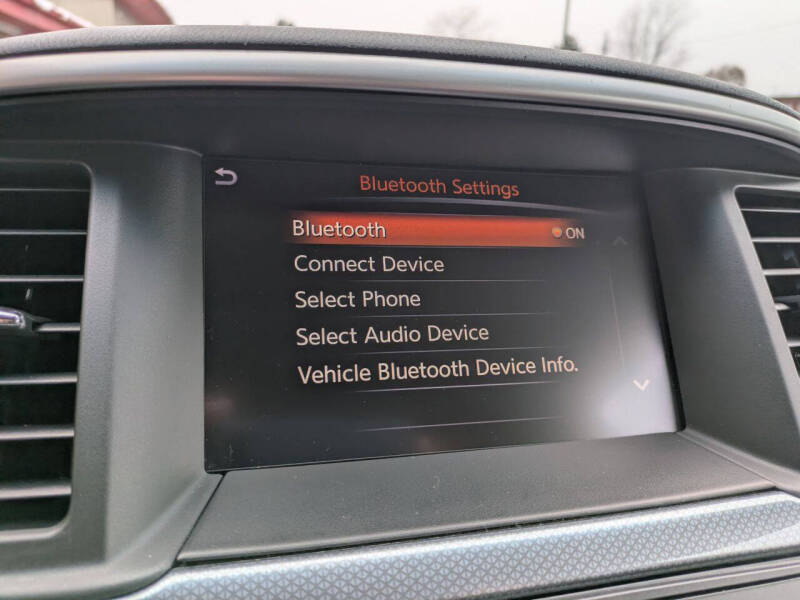 Bluetooth Settings
Bluetooth ON
Connect Device
Select Phone
Select Audio Device
Vehicle Bluetooth Device Info.